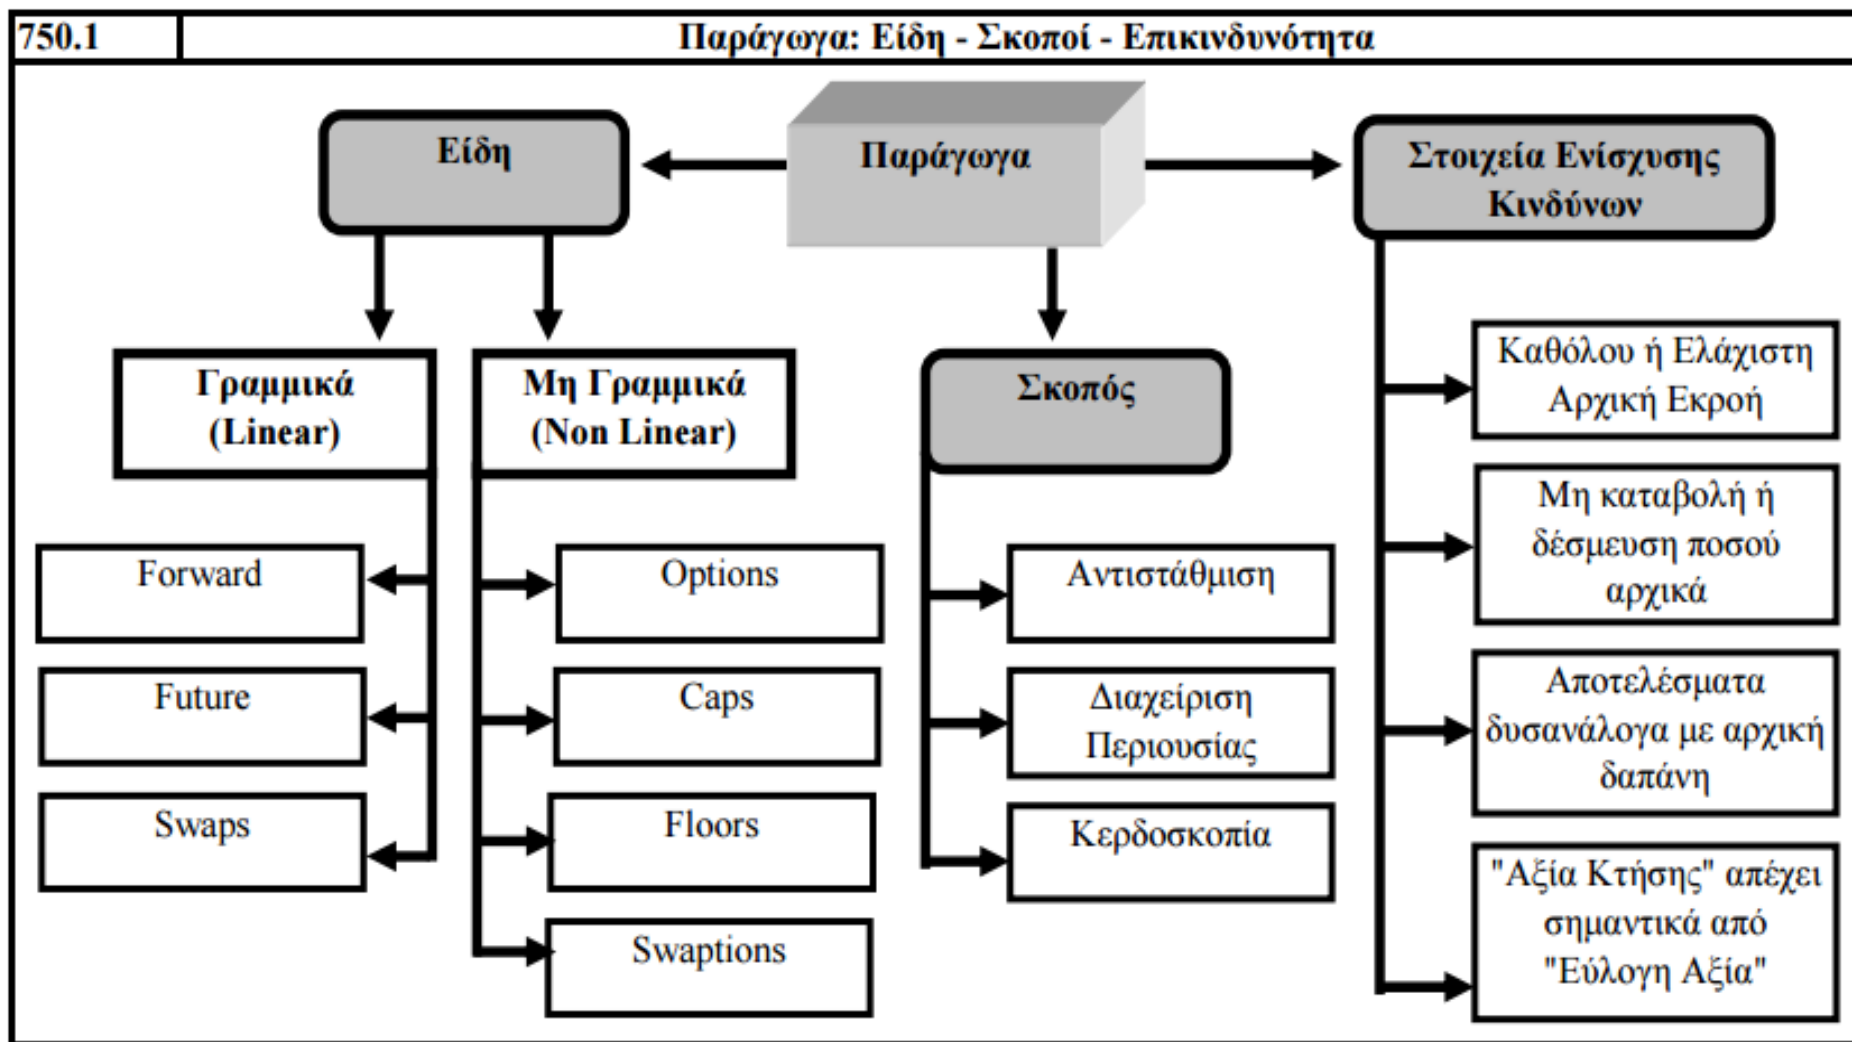 750.1
Παράγωγα: Είδη - Σκοποί - Επικινδυνότητα
Είδη
Παράγωγα
Στοιχεία Ενίσχυσης
Κινδύνων
Γραμμικά
(Linear)
Μη Γραμμικά
(Non Linear)
Σκοπός
Forward
Future
Swaps
Options
Caps
Floors
Swaptions
Αντιστάθμιση
Διαχείριση
Περιουσίας
Κερδοσκοπία
Καθόλου ή Ελάχιστη
Αρχική Εκροή
Μη καταβολή ή
δέσμευση ποσού
αρχικά
Αποτελέσματα
δυσανάλογα με αρχική
δαπάνη
"Αξία Κτήσης" απέχει
σημαντικά από
"Εύλογη Αξία"